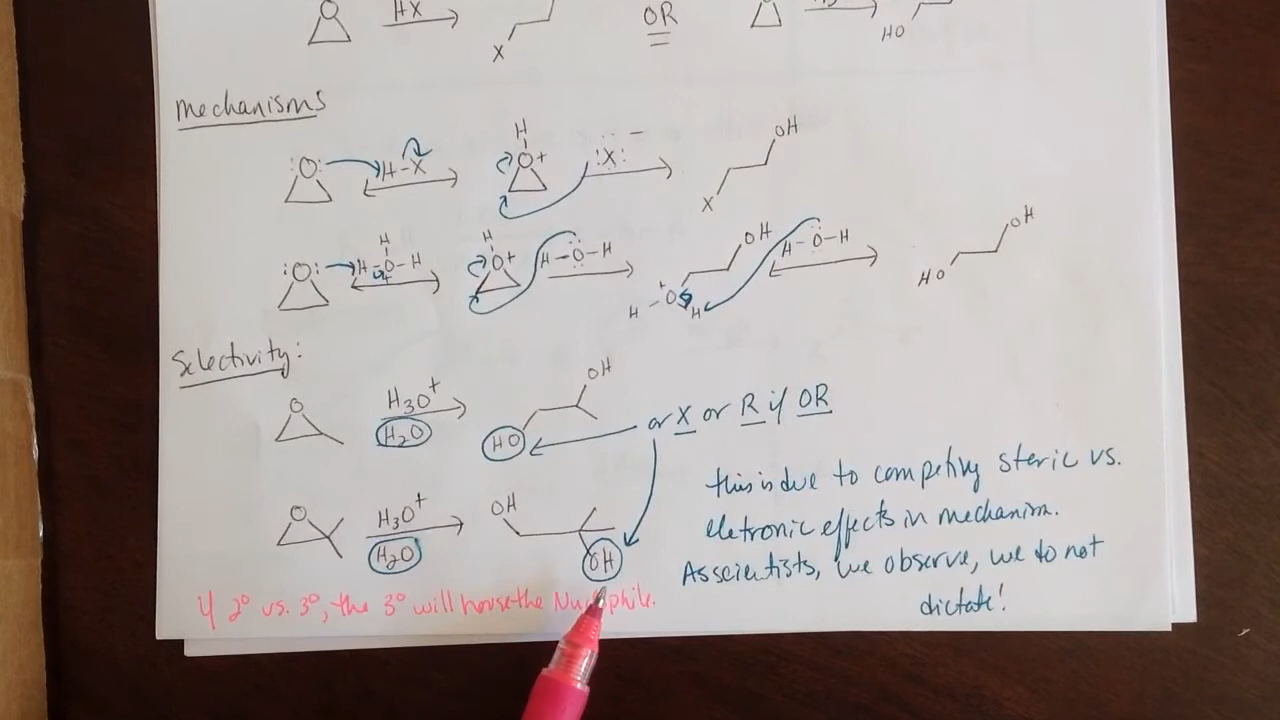 O HX X OR O HO
mechanisms
H
:O: H-X O+ :X: − OH
X
H H
:O: H-O-H O+ H-O-H OH H-O-H OH
+
H O H HO
+
Selectivity:
OH
O H3O+
H2O HO or X or R if OR
this is due to competing steric vs.
O H3O+ OH eletronic effects in mechanism.
H2O OH As scientists, we observe, we do not
dictate!
If 2° vs. 3°, the 3° will house the Nucleophile.